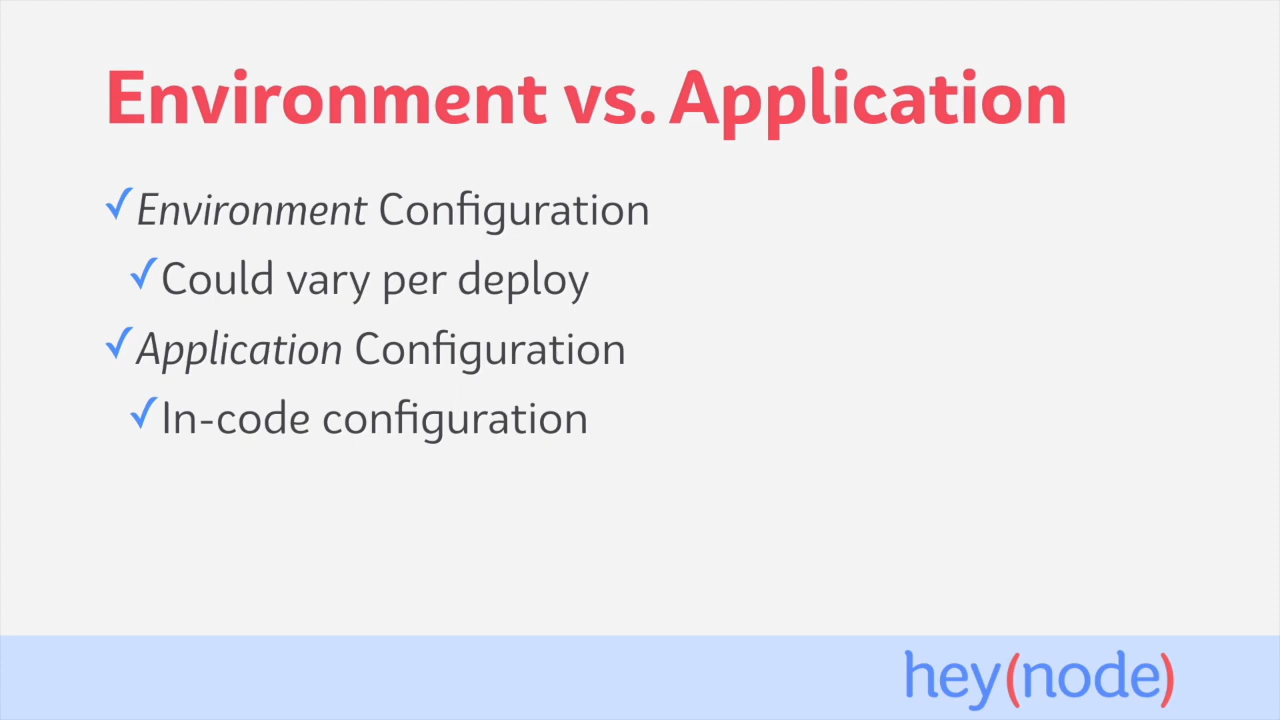 Environment vs. Application
✓Environment Configuration
✓Could vary per deploy
✓Application Configuration
✓In-code configuration
hey(node)